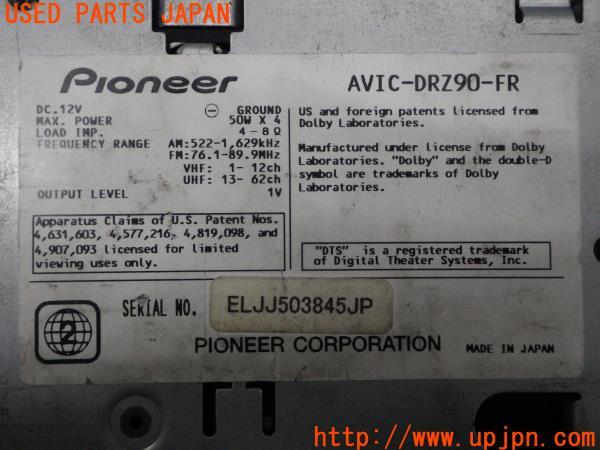 USED PARTS JAPAN
Pioneer
AVIC-DRZ90-FR
DC.12V ⊖ GROUND
MAX. POWER 50W X 4
LOAD IMP. 4-8Ω
FREQUENCY RANGE AM:522-1,629kHz
FM:76.1-89.9MHz
VHF: 1- 12ch
UHF: 13- 62ch
OUTPUT LEVEL 1V
Apparatus Claims of U.S. Patent Nos.
4,631,603, 4,577,216, 4,819,098, and
4,907,093 licensed for limited
viewing uses only.
US and foreign patents licensed from
Dolby Laboratories.
Manufactured under license from Dolby
Laboratories. "Dolby" and the double-D
symbol are trademarks of Dolby
Laboratories.
"DTS" is a registered trademark
of Digital Theater Systems, Inc.
2
SERIAL NO. ELJJ503845JP
PIONEER CORPORATION
MADE IN JAPAN
http://www.upjpn.com/